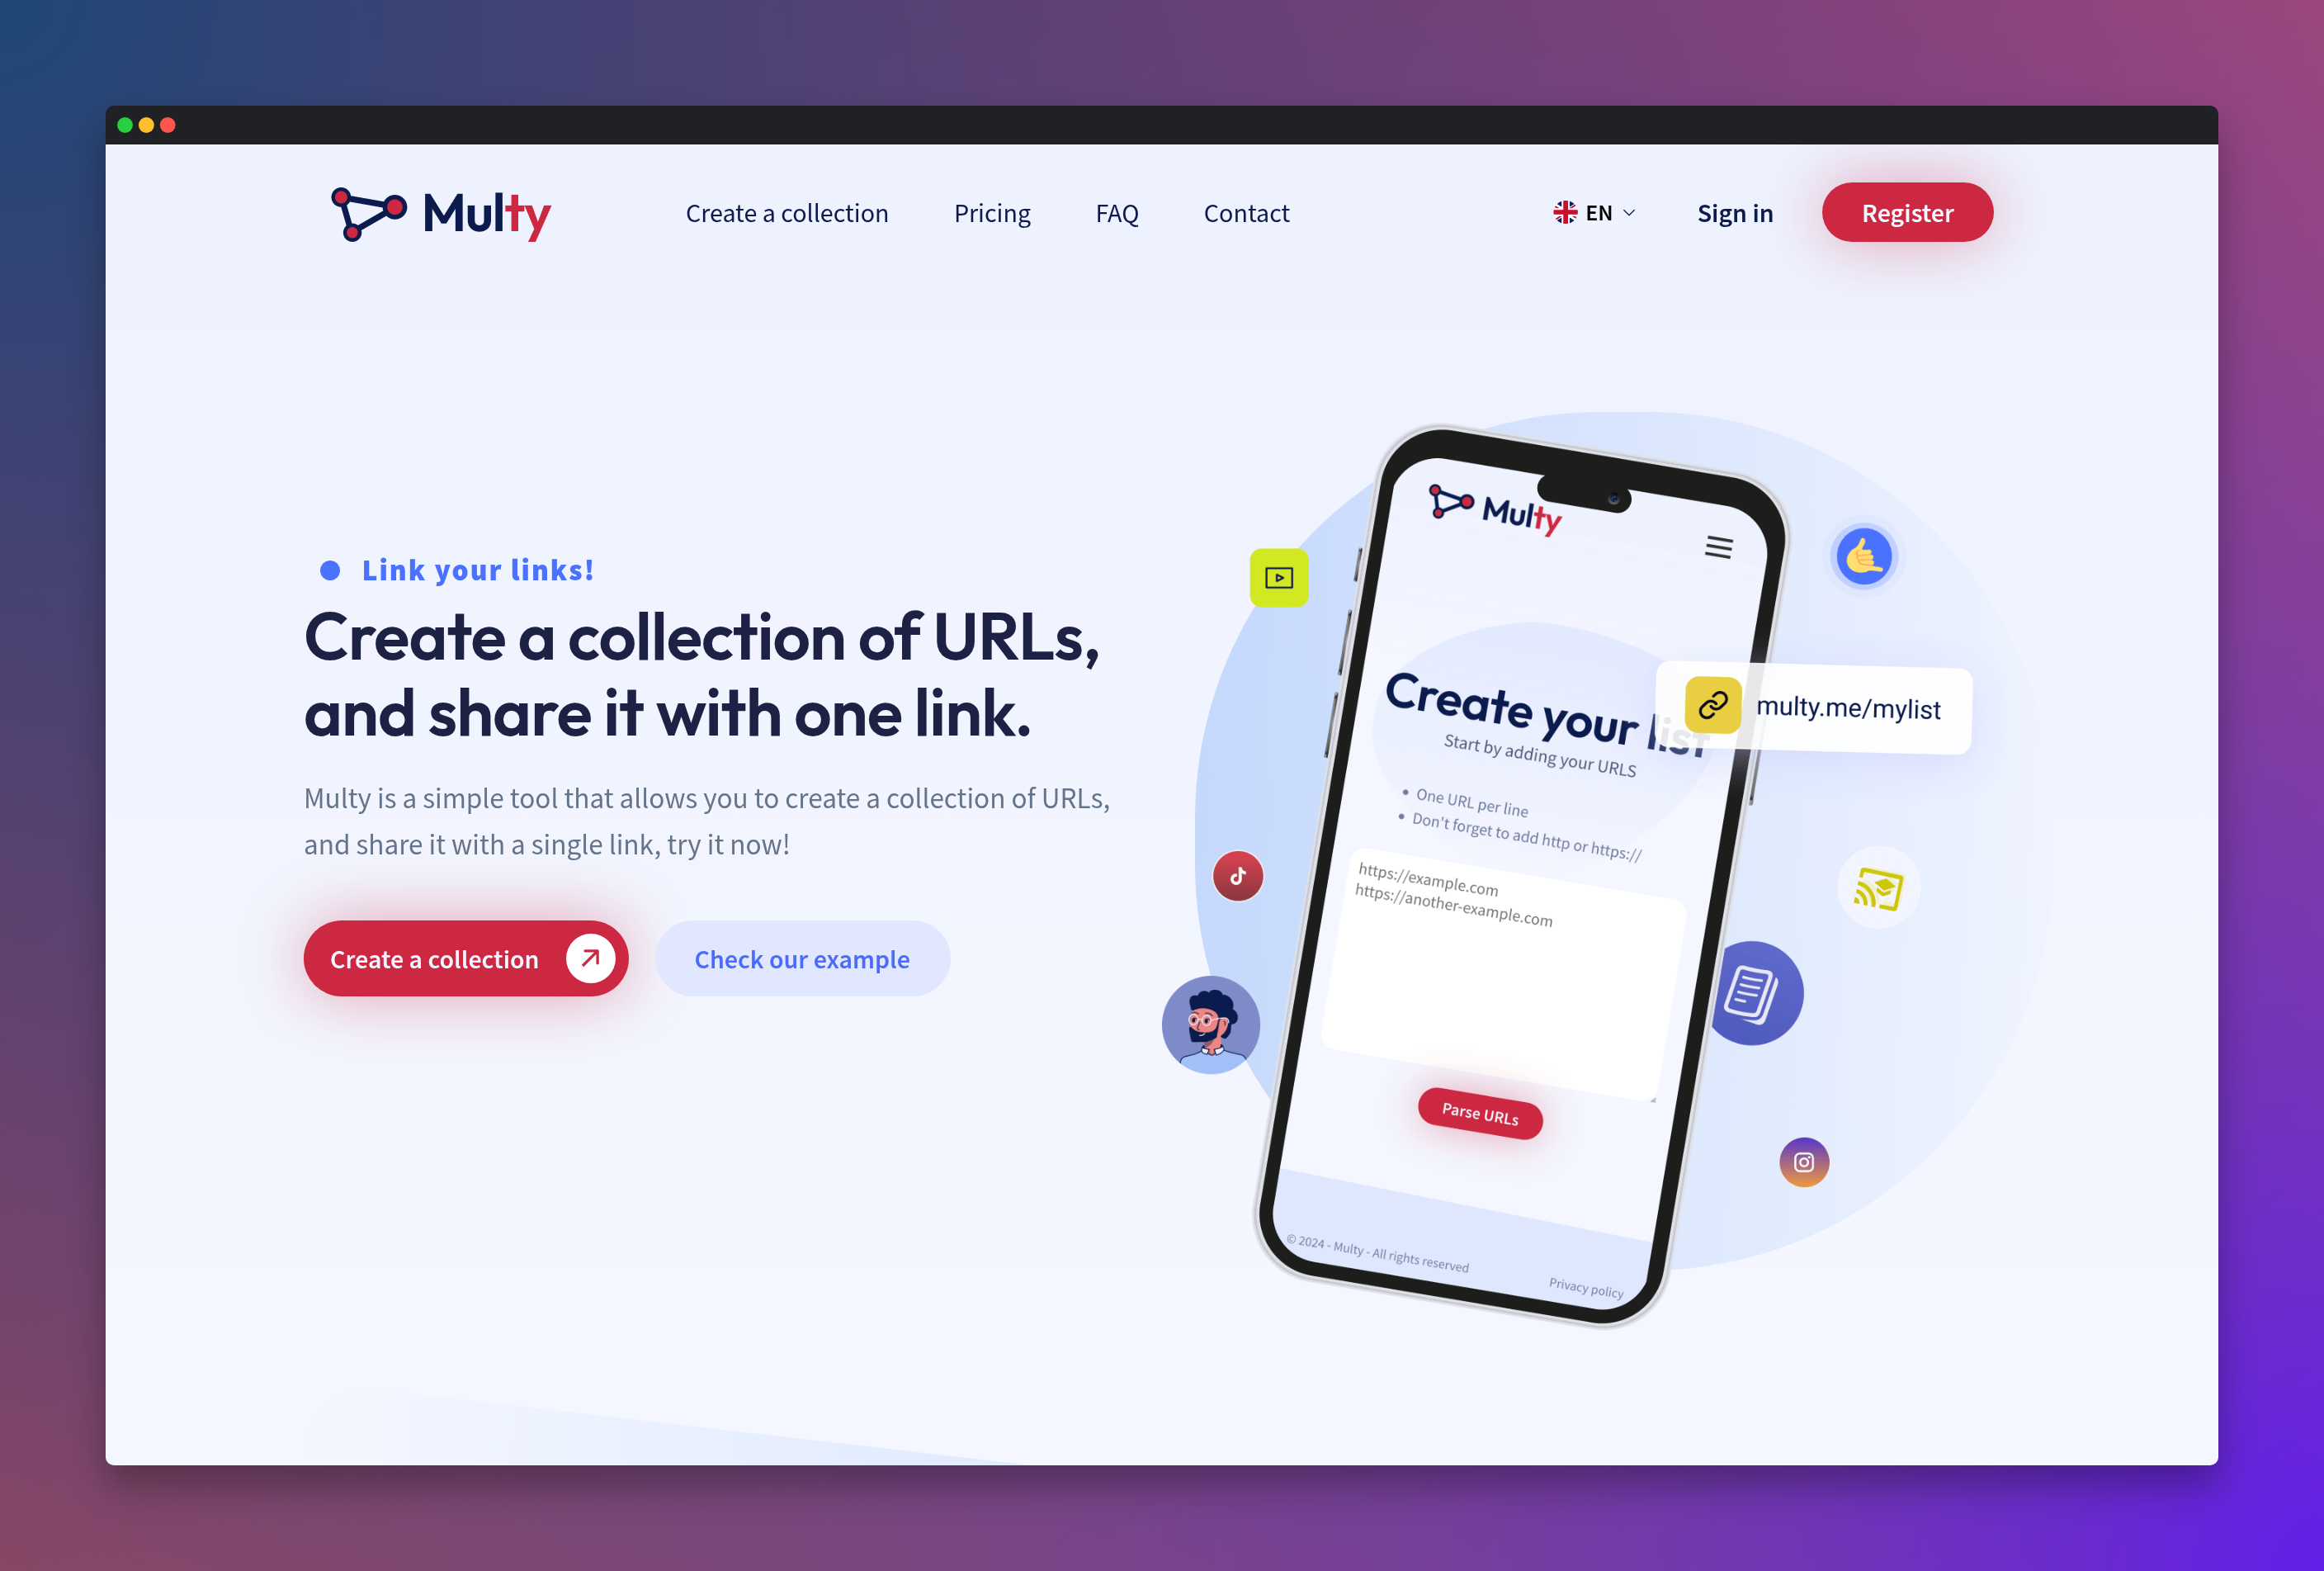 Multy
Create a collection
Pricing
FAQ
Contact
EN
Sign in
Register
Link your links!
Create a collection of URLs,
and share it with one link.
Multy is a simple tool that allows you to create a collection of URLs,
and share it with a single link, try it now!
Create a collection
Check our example
Multy
Create your list
multy.me/mylist
Start by adding your URLS
One URL per line
Don't forget to add http or https://
https://example.com
https://another-example.com
Parse URLs
© 2024 - Multy - All rights reserved
Privacy policy